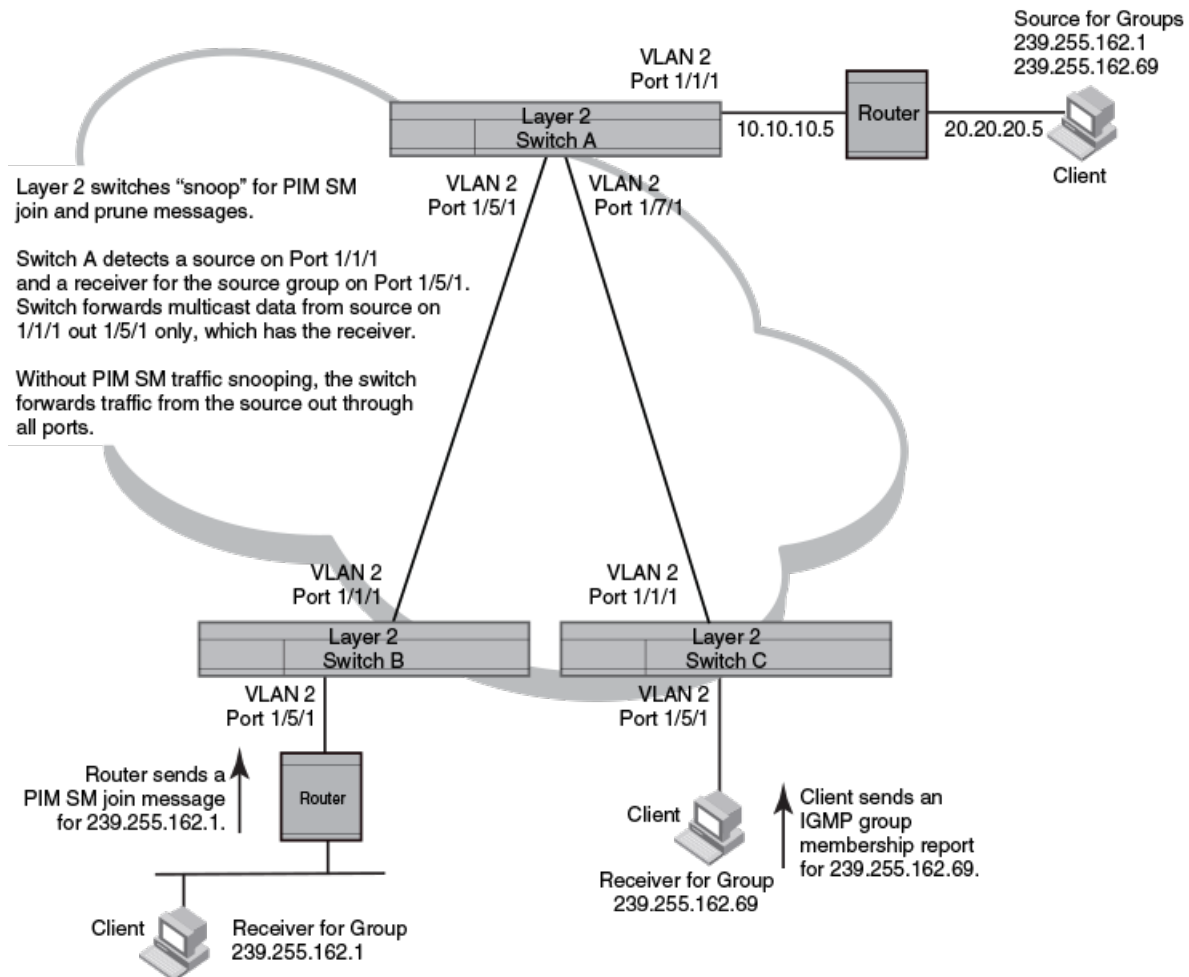 Source for Groups
239.255.162.1
239.255.162.69
VLAN 2
Port 1/1/1
Layer 2
Switch A
10.10.10.5
Router
20.20.20.5
Client
Layer 2 switches “snoop” for PIM SM
join and prune messages.
Switch A detects a source on Port 1/1/1
and a receiver for the source group on Port 1/5/1.
Switch forwards multicast data from source on
1/1/1 out 1/5/1 only, which has the receiver.
Without PIM SM traffic snooping, the switch
forwards traffic from the source out through
all ports.
VLAN 2
Port 1/5/1
VLAN 2
Port 1/7/1
VLAN 2
Port 1/1/1
VLAN 2
Port 1/1/1
Layer 2
Switch B
Layer 2
Switch C
VLAN 2
Port 1/5/1
VLAN 2
Port 1/5/1
Router sends a
PIM SM join message
for 239.255.162.1.
Router
Client
Client sends an
IGMP group
membership report
for 239.255.162.69.
Receiver for Group
239.255.162.69
Client
Receiver for Group
239.255.162.1